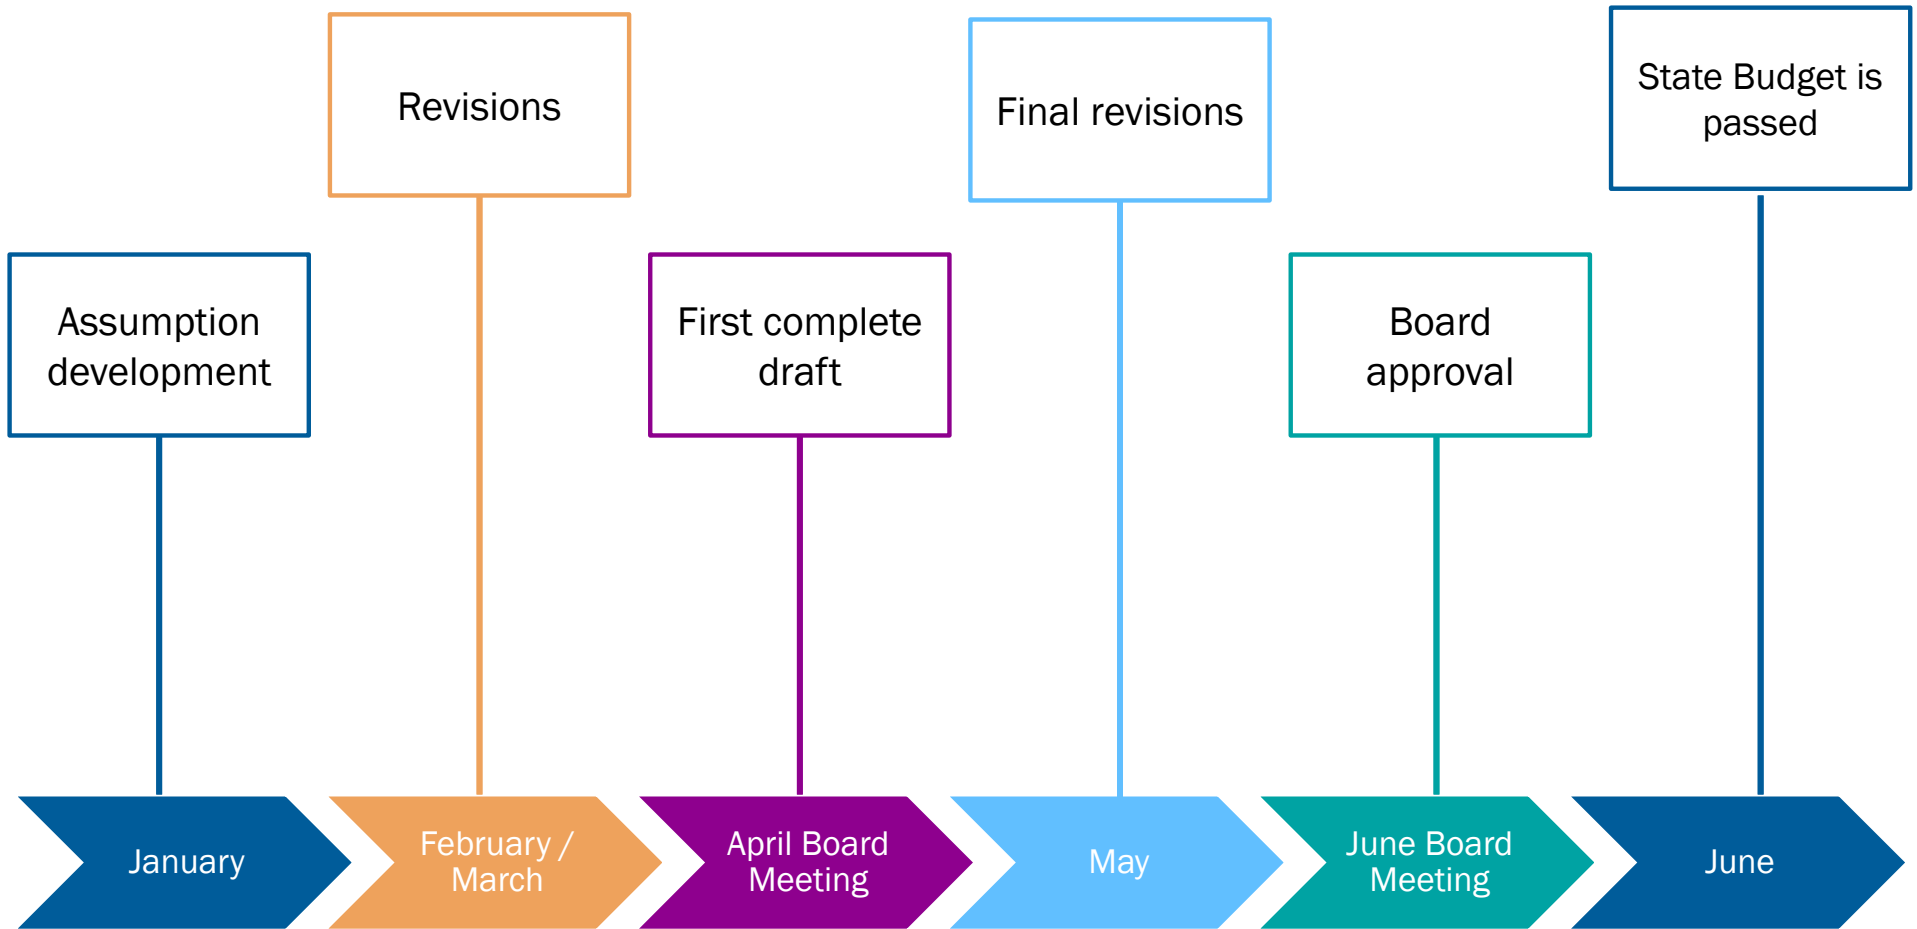 Revisions
Final revisions
State Budget is
passed
Assumption
development
First complete
draft
Board
approval
January
February /
March
April Board
Meeting
May
June Board
Meeting
June